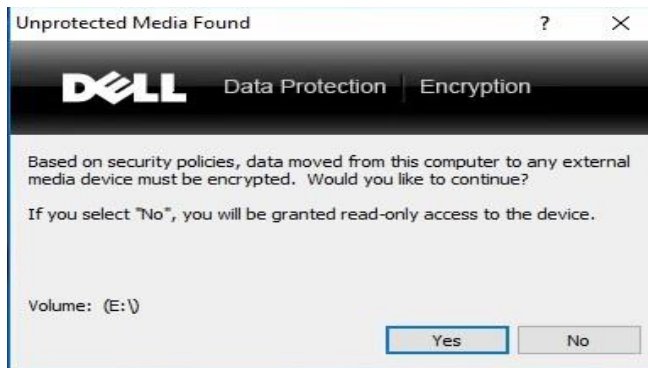 Unprotected Media Found ? ×
DELL Data Protection | Encryption
Based on security policies, data moved from this computer to any external
media device must be encrypted. Would you like to continue?
If you select "No", you will be granted read-only access to the device.
Volume: (E:\)
Yes No